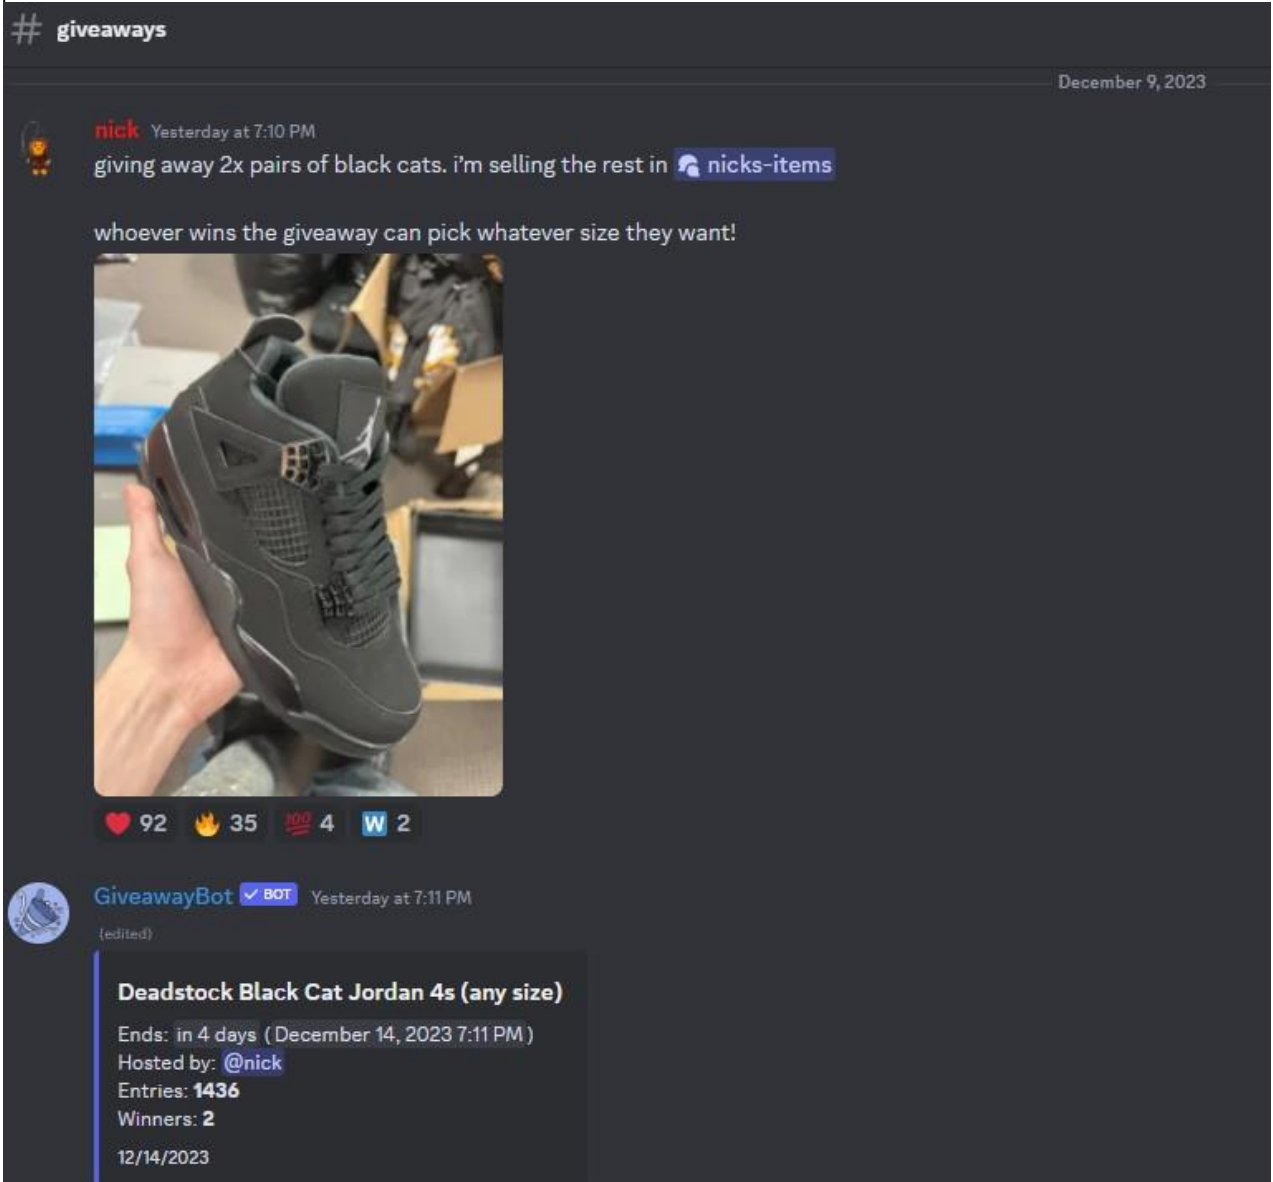 # giveaways
December 9, 2023
nick Yesterday at 7:10 PM
giving away 2x pairs of black cats. i'm selling the rest in nicks-items
whoever wins the giveaway can pick whatever size they want!
92 35 100 4 W 2
GiveawayBot BOT Yesterday at 7:11 PM
(edited)
Deadstock Black Cat Jordan 4s (any size)
Ends: in 4 days (December 14, 2023 7:11 PM)
Hosted by: @nick
Entries: 1436
Winners: 2
12/14/2023